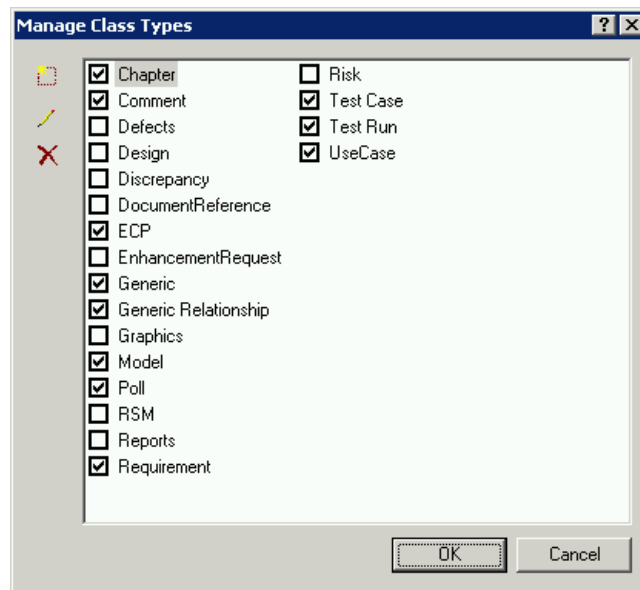 Manage Class Types
Chapter
Comment
Defects
Design
Discrepancy
DocumentReference
ECP
EnhancementRequest
Generic
Generic Relationship
Graphics
Model
Poll
RSM
Reports
Requirement
Risk
Test Case
Test Run
UseCase
OK
Cancel